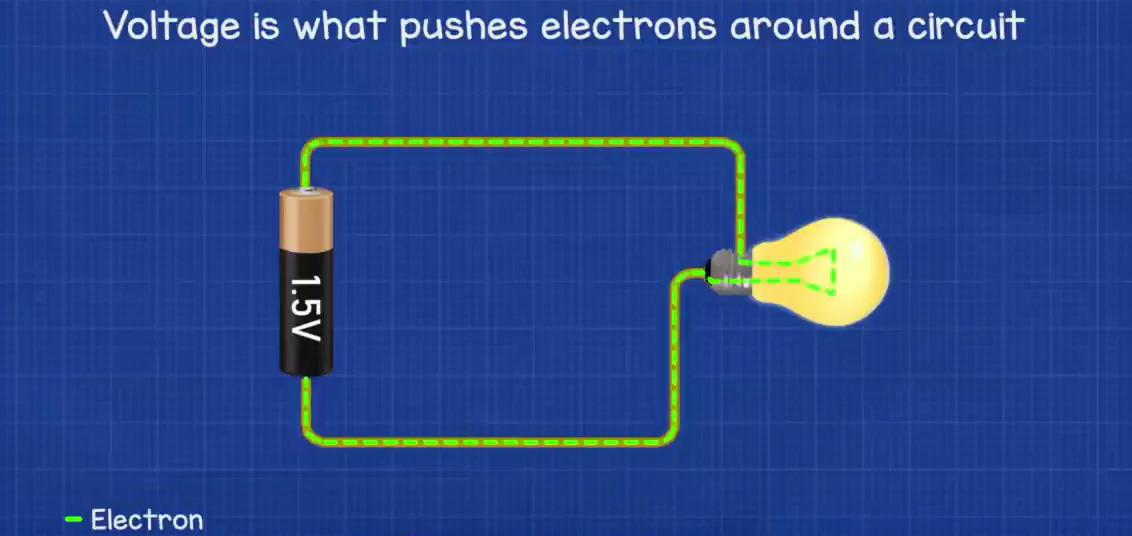 Voltage is what pushes electrons around a circuit
1.5V
Electron